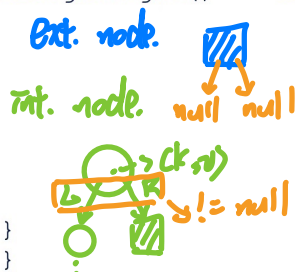 ext. node.
int. node. null null
(k,v)
L R
!= null
}
}